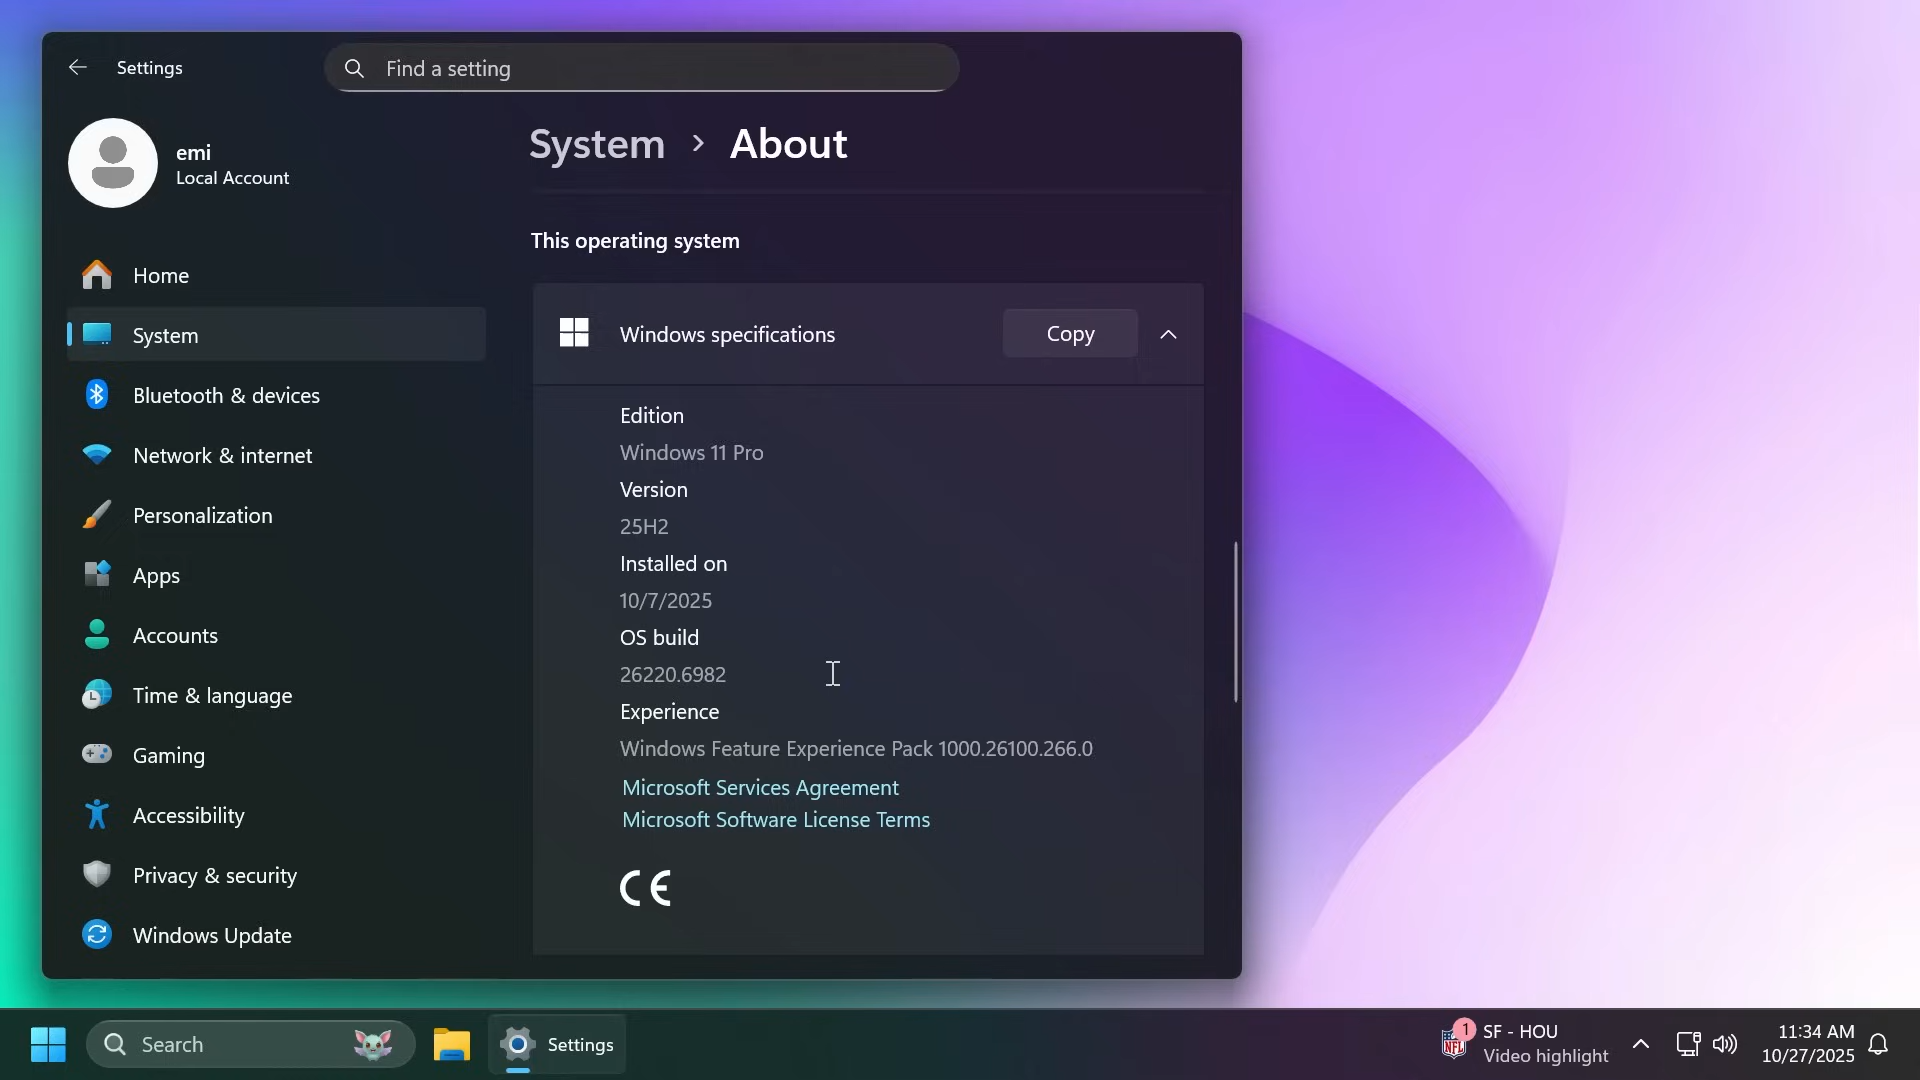 Settings
Find a setting
emi
Local Account
Home
System
Bluetooth & devices
Network & internet
Personalization
Apps
Accounts
Time & language
Gaming
Accessibility
Privacy & security
Windows Update
System > About
This operating system
Windows specifications
Copy
Edition
Windows 11 Pro
Version
25H2
Installed on
10/7/2025
OS build
26220.6982
Experience
Windows Feature Experience Pack 1000.26100.266.0
Microsoft Services Agreement
Microsoft Software License Terms
CE
Search
Settings
1
NFL
SF - HOU
Video highlight
11:34 AM
10/27/2025